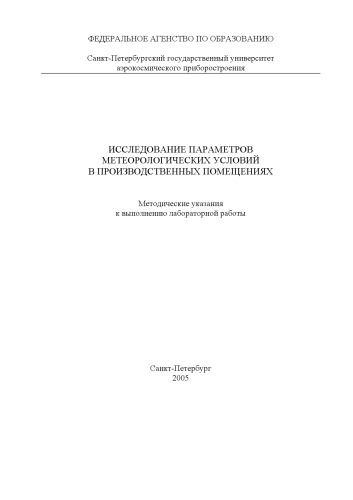 ФЕДЕРАЛЬНОЕ АГЕНСТВО ПО ОБРАЗОВАНИЮ
Санкт-Петербургский государственный университет
аэрокосмического приборостроения
ИССЛЕДОВАНИЕ ПАРАМЕТРОВ
МЕТЕОРОЛОГИЧЕСКИХ УСЛОВИЙ
В ПРОИЗВОДСТВЕННЫХ ПОМЕЩЕНИЯХ
Методические указания
к выполнению лабораторной работы
Санкт-Петербург
2005